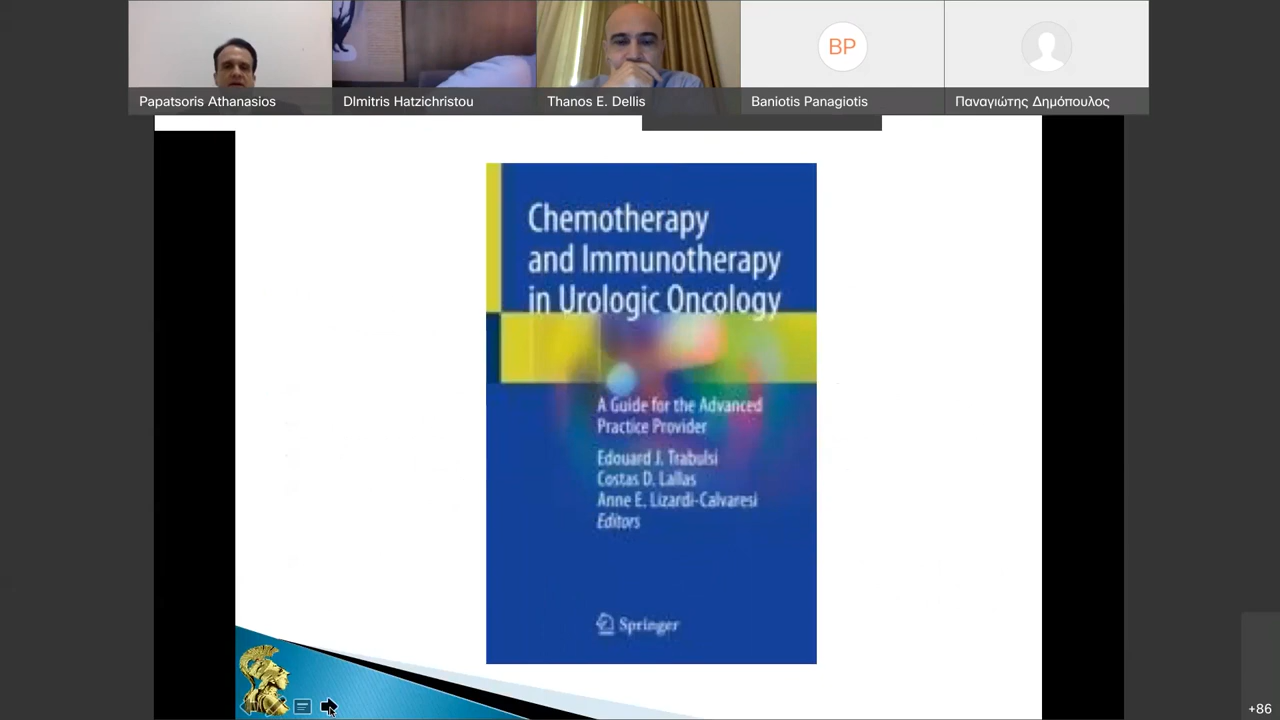 Papatsoris Athanasios
DImitris Hatzichristou
Thanos E. Dellis
BP
Baniotis Panagiotis
Παναγιώτης Δημόπουλος
Chemotherapy
and Immunotherapy
in Urologic Oncology
A Guide for the Advanced
Practice Provider
Edouard J. Trabulsi
Costas D. Lallas
Anne E. Lizardi-Calvaresi
Editors
Springer
+86